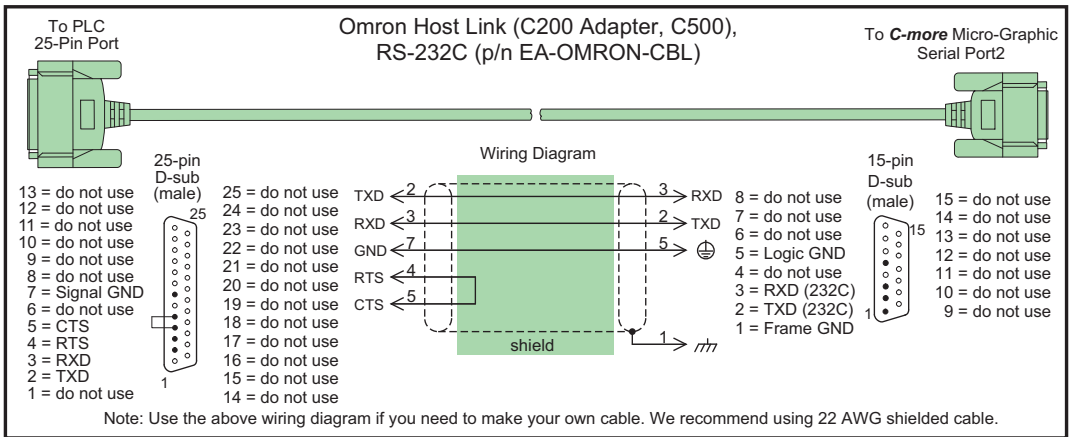 To PLC
25-Pin Port
Omron Host Link (C200 Adapter, C500),
RS-232C (p/n EA-OMRON-CBL)
To C-more Micro-Graphic
Serial Port2
Wiring Diagram
25-pin
D-sub
(male)
13 = do not use
12 = do not use
11 = do not use
10 = do not use
9 = do not use
8 = do not use
7 = Signal GND
6 = do not use
5 = CTS
4 = RTS
3 = RXD
2 = TXD
1 = do not use
25
1
25 = do not use
24 = do not use
23 = do not use
22 = do not use
21 = do not use
20 = do not use
19 = do not use
18 = do not use
17 = do not use
16 = do not use
15 = do not use
14 = do not use
TXD 2 3 RXD
RXD 3 2 TXD
GND 7 5
RTS 4
CTS 5
shield
1
8 = do not use
7 = do not use
6 = do not use
5 = Logic GND
4 = do not use
3 = RXD (232C)
2 = TXD (232C)
1 = Frame GND
15-pin
D-sub
(male)
15
1
15 = do not use
14 = do not use
13 = do not use
12 = do not use
11 = do not use
10 = do not use
9 = do not use
Note: Use the above wiring diagram if you need to make your own cable. We recommend using 22 AWG shielded cable.